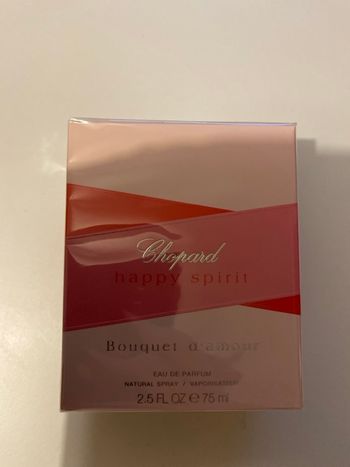 Chopard
happy spirit
Bouquet d'amour
EAU DE PARFUM
NATURAL SPRAY / VAPORISATEUR
2.5 FL OZ e 75 ml